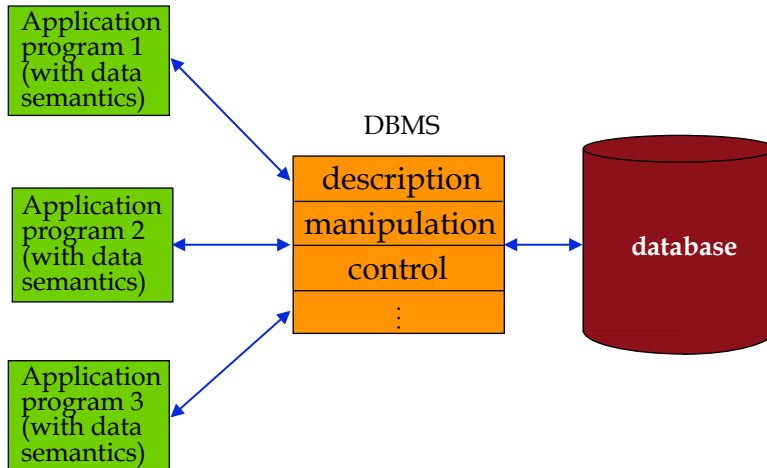 Application
program 1
(with data
semantics)
DBMS
description
manipulation
control
⋮
Application
program 2
(with data
semantics)
database
Application
program 3
(with data
semantics)